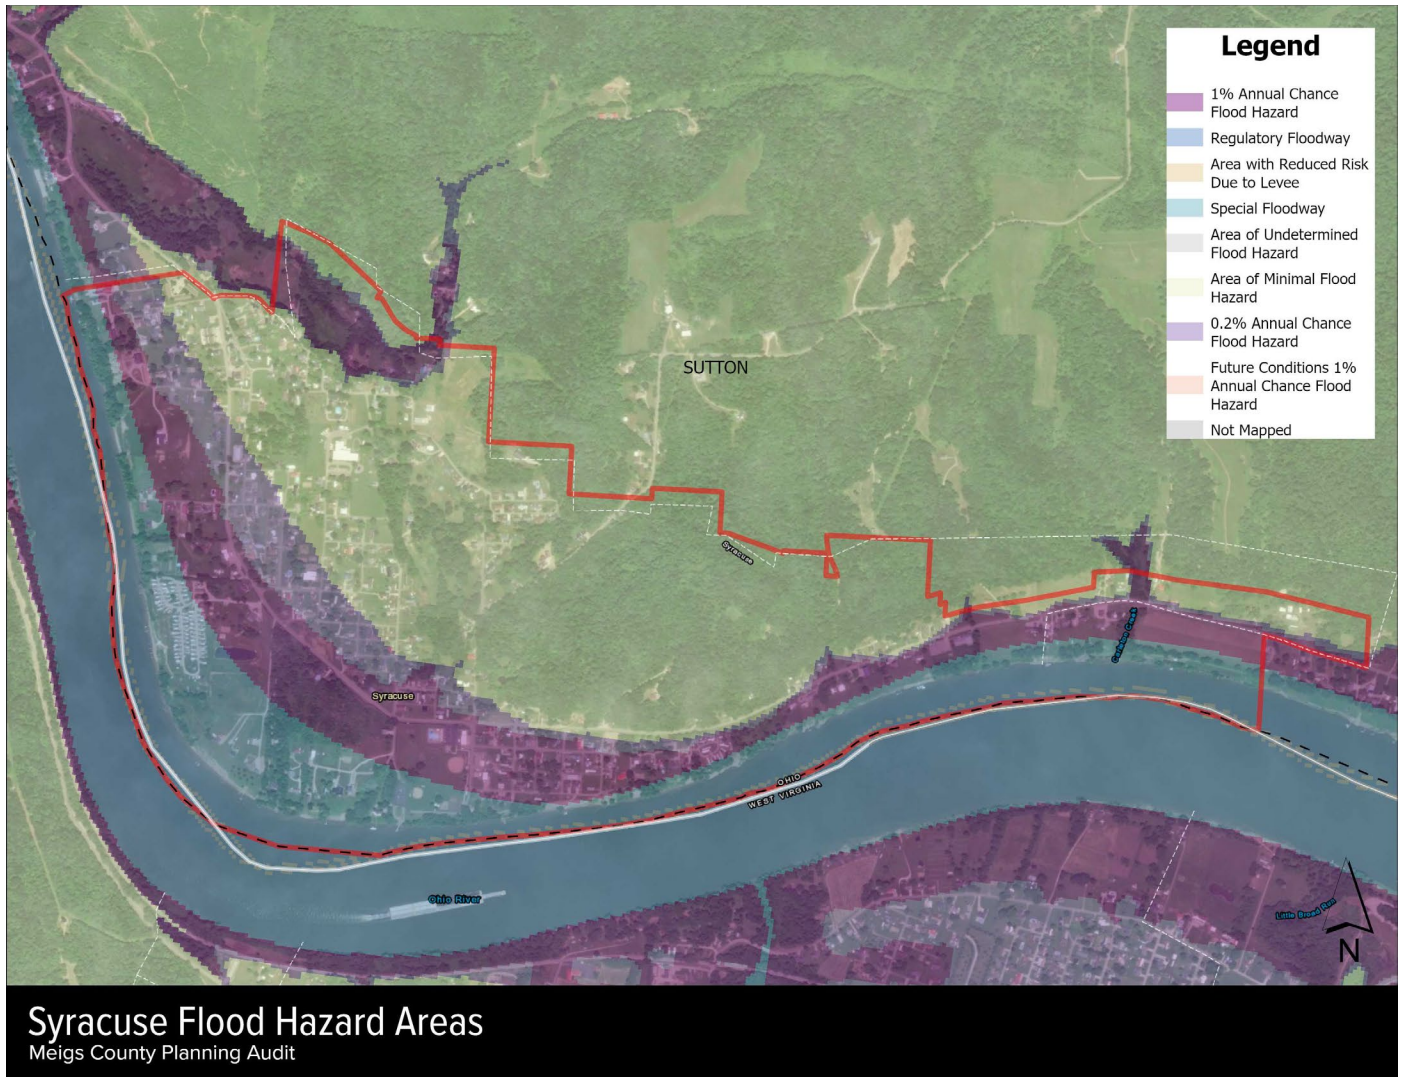 Legend
1% Annual Chance
Flood Hazard
Regulatory Floodway
Area with Reduced Risk
Due to Levee
Special Floodway
Area of Undetermined
Flood Hazard
Area of Minimal Flood
Hazard
0.2% Annual Chance
Flood Hazard
Future Conditions 1%
Annual Chance Flood
Hazard
Not Mapped
SUTTON
Syracuse
Syracuse
OHIO
WEST VIRGINIA
Ohio River
Little Broad Run
N
Syracuse Flood Hazard Areas
Meigs County Planning Audit